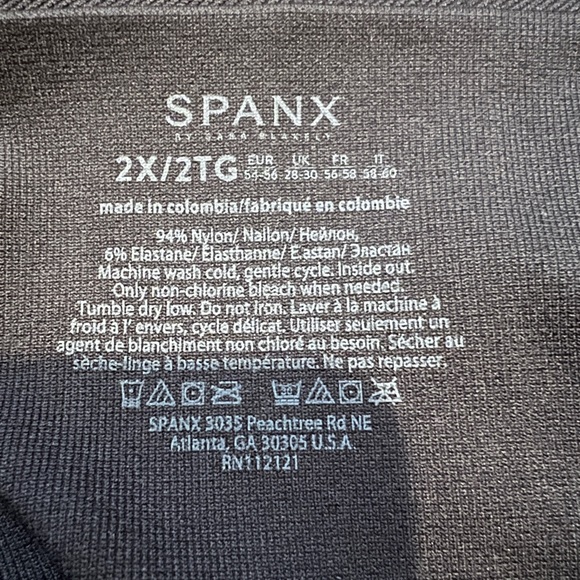 SPANX
BY SARA BLAKELY
2X/2TG EUR 54-56 UK 28-30 FR 56-58 IT 58-60
made in colombia/fabriqué en colombie
94% Nylon/ Nailon/ Нейлон,
6% Elastane/ Elasthanne/ E.astan/ Эластан
Machine wash cold, gentle cycle. Inside out.
Only non-chlorine bleach when needed.
Tumble dry low. Do not iron. Laver à la machine à
froid à l' envers, cycle délicat. Utiliser seulement un
agent de blanchiment non chloré au besoin. Sécher au
sèche-linge à basse température. Ne pas repasser.
SPANX 3035 Peachtree Rd NE
Atlanta, GA 30305 U.S.A
RN112121